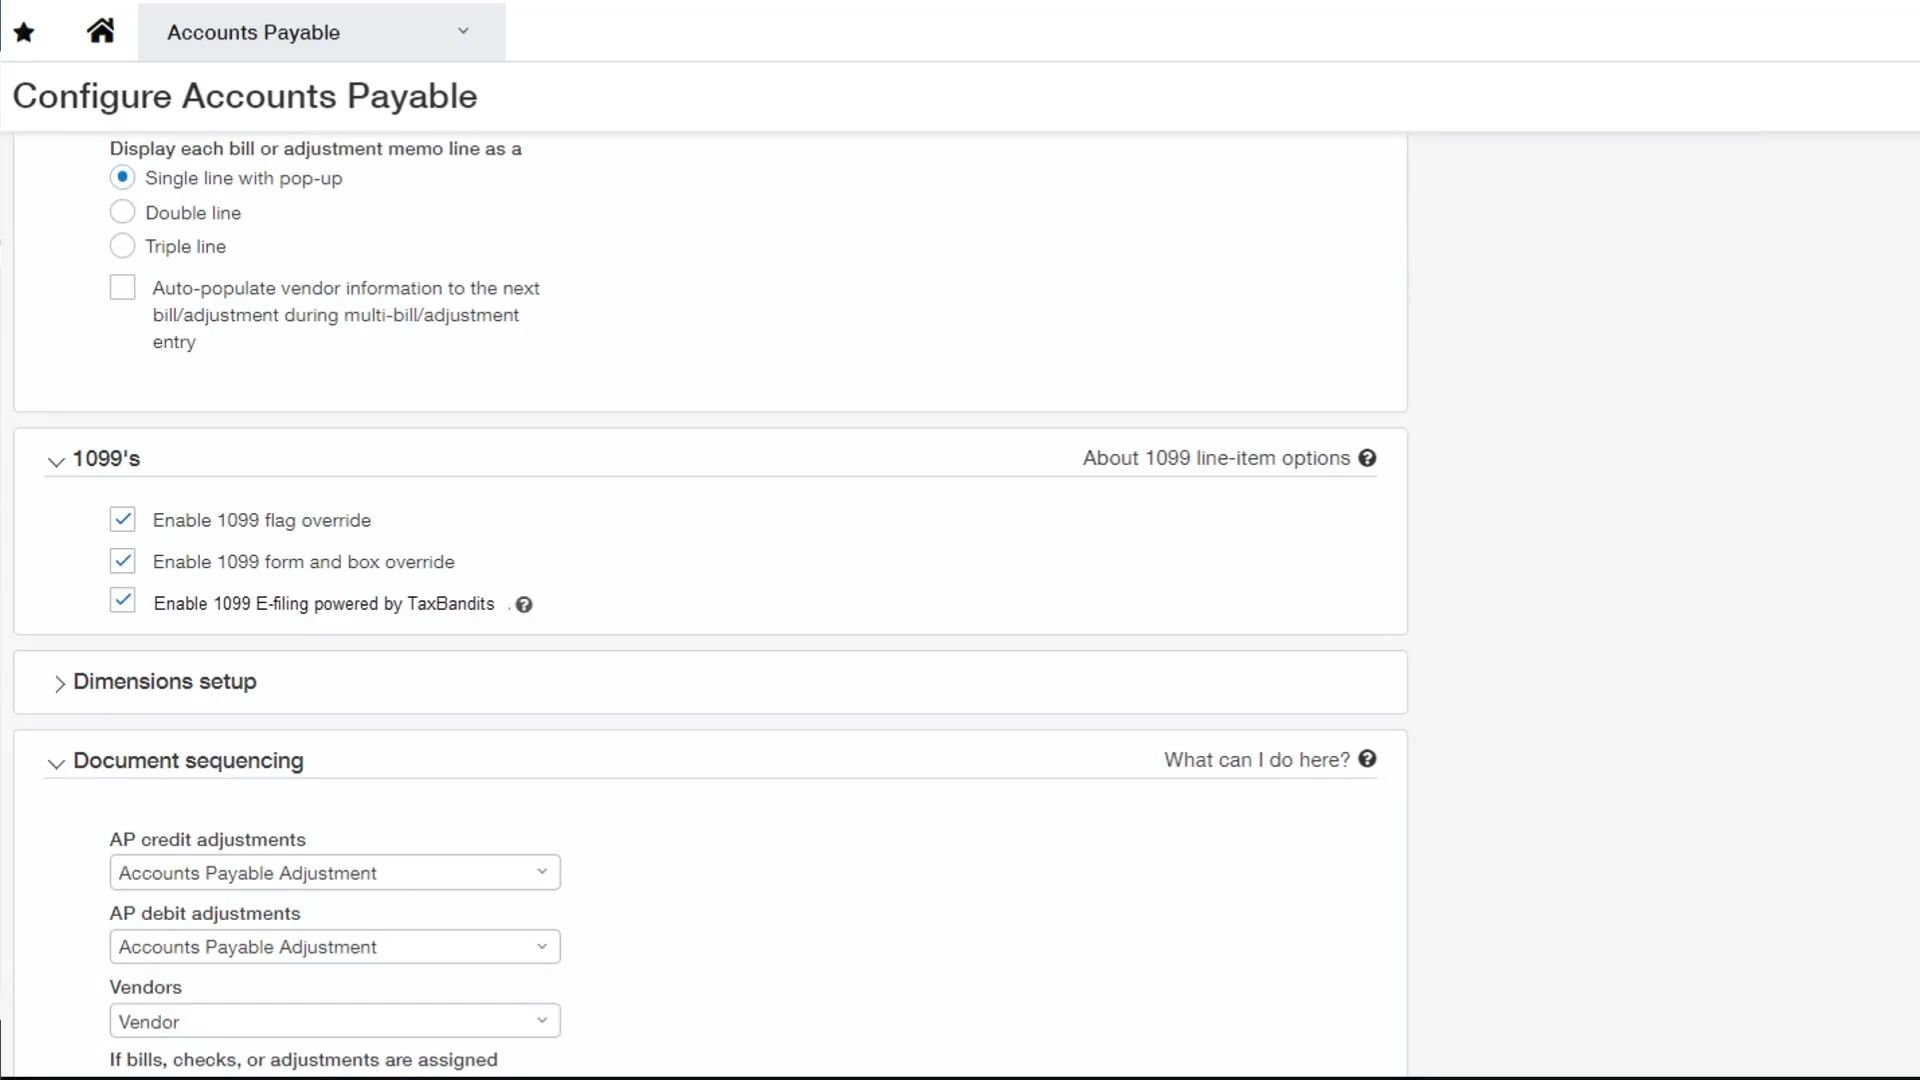 Accounts Payable
Configure Accounts Payable
Display each bill or adjustment memo line as a
Single line with pop-up
Double line
Triple line
Auto-populate vendor information to the next
bill/adjustment during multi-bill/adjustment
entry
1099's
About 1099 line-item options
Enable 1099 flag override
Enable 1099 form and box override
Enable 1099 E-filing powered by TaxBandits .
Dimensions setup
Document sequencing
What can I do here?
AP credit adjustments
Accounts Payable Adjustment
AP debit adjustments
Accounts Payable Adjustment
Vendors
Vendor
If bills, checks, or adjustments are assigned